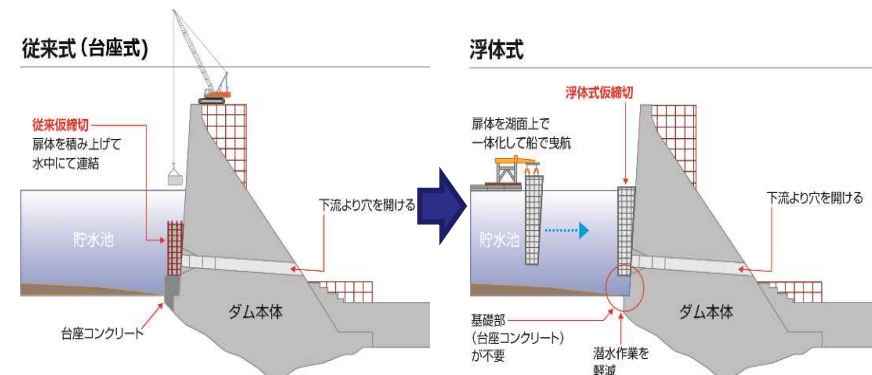 従来式(台座式)
従来仮締切
扉体を積み上げて
水中にて連結
貯水池
下流より穴を開ける
台座コンクリート
ダム本体
浮体式
浮体式仮締切
扉体を湖面上で
一体化して船で曳航
貯水池
下流より穴を開ける
基礎部
(台座コンクリート)
が不要
潜水作業を
軽減
ダム本体